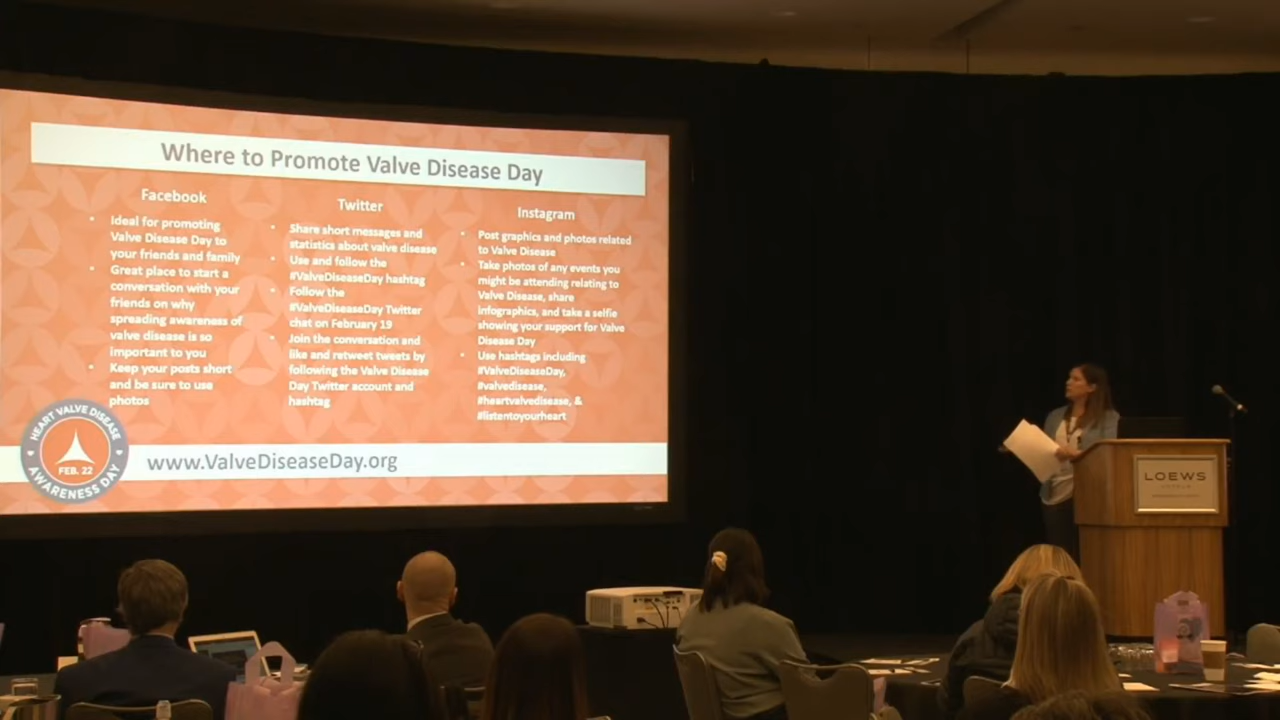 Where to Promote Valve Disease Day
Facebook
Ideal for promoting
Valve Disease Day to
your friends and family
Great place to start a
conversation with your
friends on why
spreading awareness of
valve disease is so
important to you
Keep your posts short
and be sure to use
photos
Twitter
Share short messages and
statistics about valve disease
Use and follow the
#ValveDiseaseDay hashtag
Follow the
#ValveDiseaseDay Twitter
chat on February 19
Join the conversation and
like and retweet tweets by
following the Valve Disease
Day Twitter account and
hashtag
Instagram
Post graphics and photos related
to Valve Disease
Take photos of any events you
might be attending relating to
Valve Disease, share
infographics, and take a selfie
showing your support for Valve
Disease Day
Use hashtags including
#ValveDiseaseDay,
#valvedisease,
#heartvalvedisease, &
#listentoyourheart
HEART VALVE DISEASE
FEB. 22
AWARENESS DAY
www.ValveDiseaseDay.org
LOEWS